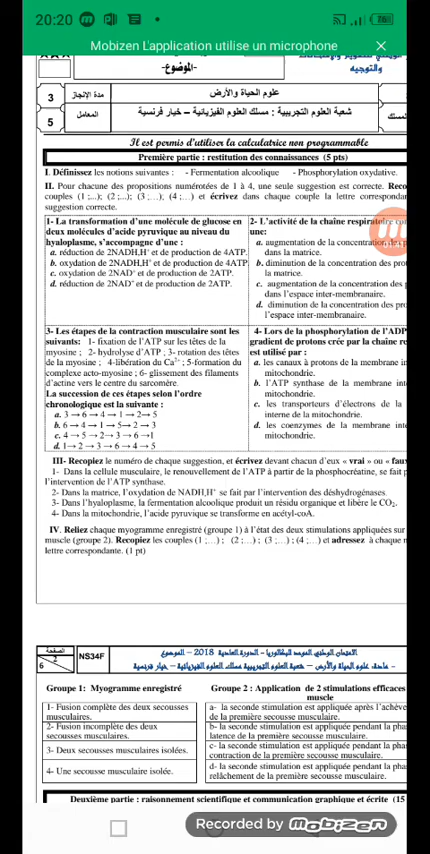 20:20
Mobizen L'application utilise un microphone ×
والتوجيه
-الموضوع-
3 مدة الإنجاز علوم الحياة والأرض
5 المعامل شعبة العلوم التجريبية : مسلك العلوم الفيزيائية – خيار فرنسية
Il est permis d'utiliser la calculatrice non programmable
Première partie : restitution des connaissances (5 pts)
I. Définissez les notions suivantes : - Fermentation alcoolique - Phosphorylation oxydative.
II. Pour chacune des propositions numérotées de 1 à 4, une seule suggestion est correcte.
couples (1 ;...); (2 ;...); (3 ;...); (4 ;...) et écrivez dans chaque couple la lettre
suggestion correcte.
1- La transformation d'une molécule de glucose en
deux molécules d'acide pyruvique au niveau du
hyaloplasme, s'accompagne d'une :
a. réduction de 2NADH,H⁺ et de production de 4ATP.
b. oxydation de 2NADH,H⁺ et de production de 4ATP.
c. oxydation de 2NAD⁺ et de production de 2ATP.
d. réduction de 2NAD⁺ et de production de 2ATP.
2- L'activité de la chaîne respiratoire
une:
a. augmentation de la concentration
dans la matrice.
b. diminution de la concentration des
la matrice.
c. augmentation de la concentration des
dans l'espace inter-membranaire.
d. diminution de la concentration des
l'espace inter-membranaire.
3- Les étapes de la contraction musculaire sont les
suivants: 1- fixation de l'ATP sur les têtes de la
myosine ; 2- hydrolyse d'ATP ; 3- rotation des têtes
de la myosine ; 4-libération du Ca²⁺ ; 5-formation du
complexe acto-myosine ; 6- glissement des filaments
d'actine vers le centre du sarcomère.
La succession de ces étapes selon l'ordre
chronologique est la suivante :
a. 3 → 6 → 4 → 1 → 2→ 5
b. 6 → 4 → 1 → 5→ 2 → 3
c. 4 → 5 → 2→ 3 → 6 →1
d. 1→ 2 → 3 → 6 → 4 → 5
4- Lors de la phosphorylation de l'ADP
gradient de protons crée par la chaîne
est utilisé par :
a. les canaux à protons de la membrane
mitochondrie.
b. l'ATP synthase de la membrane
mitochondrie.
c. les transporteurs d'électrons de la
interne de la mitochondrie.
d. les coenzymes de la membrane
mitochondrie.
III- Recopiez le numéro de chaque suggestion, et écrivez devant chacun d'eux « vrai » ou «
1- Dans la cellule musculaire, le renouvellement de l'ATP à partir de la phosphocréatine, se fait
l'intervention de l'ATP synthase.
2- Dans la matrice, l'oxydation de NADH,H⁺ se fait par l'intervention des déshydrogénases.
3- Dans l'hyaloplasme, la fermentation alcoolique produit un résidu organique et libère le CO₂.
4- Dans la mitochondrie, l'acide pyruvique se transforme en acétyl-coA.
IV. Reliez chaque myogramme enregistré (groupe 1) à l'état des deux stimulations appliquées sur
muscle (groupe 2). Recopiez les couples (1 ;...) ; (2 ;...) ; (3 ;...) ; (4 ;...) et adressez à chaque
lettre correspondante. (1 pt)
الصفحة
2
6
NS34F
الامتحان الوطني الموحد للبكالوريا – الدورة العادية 2018 – الموضوع
- مادة: علوم الحياة والأرض – شعبة العلوم التجريبية مسلك العلوم الفيزيائية – خيار فرنسية
Groupe 1: Myogramme enregistré
Groupe 2 : Application de 2 stimulations efficaces
muscle
1- Fusion complète des deux secousses
musculaires.
a- la seconde stimulation est appliquée après
de la première secousse musculaire.
2- Fusion incomplète des deux
secousses musculaires.
b- la seconde stimulation est appliquée pendant la
latence de la première secousse musculaire.
3- Deux secousses musculaires isolées.
c- la seconde stimulation est appliquée pendant la
contraction de la première secousse musculaire.
4- Une secousse musculaire isolée.
d- la seconde stimulation est appliquée pendant la
relâchement de la première secousse musculaire.
Deuxième partie : raisonnement scientifique et communication graphique et écrite (15
Recorded by Mobizen